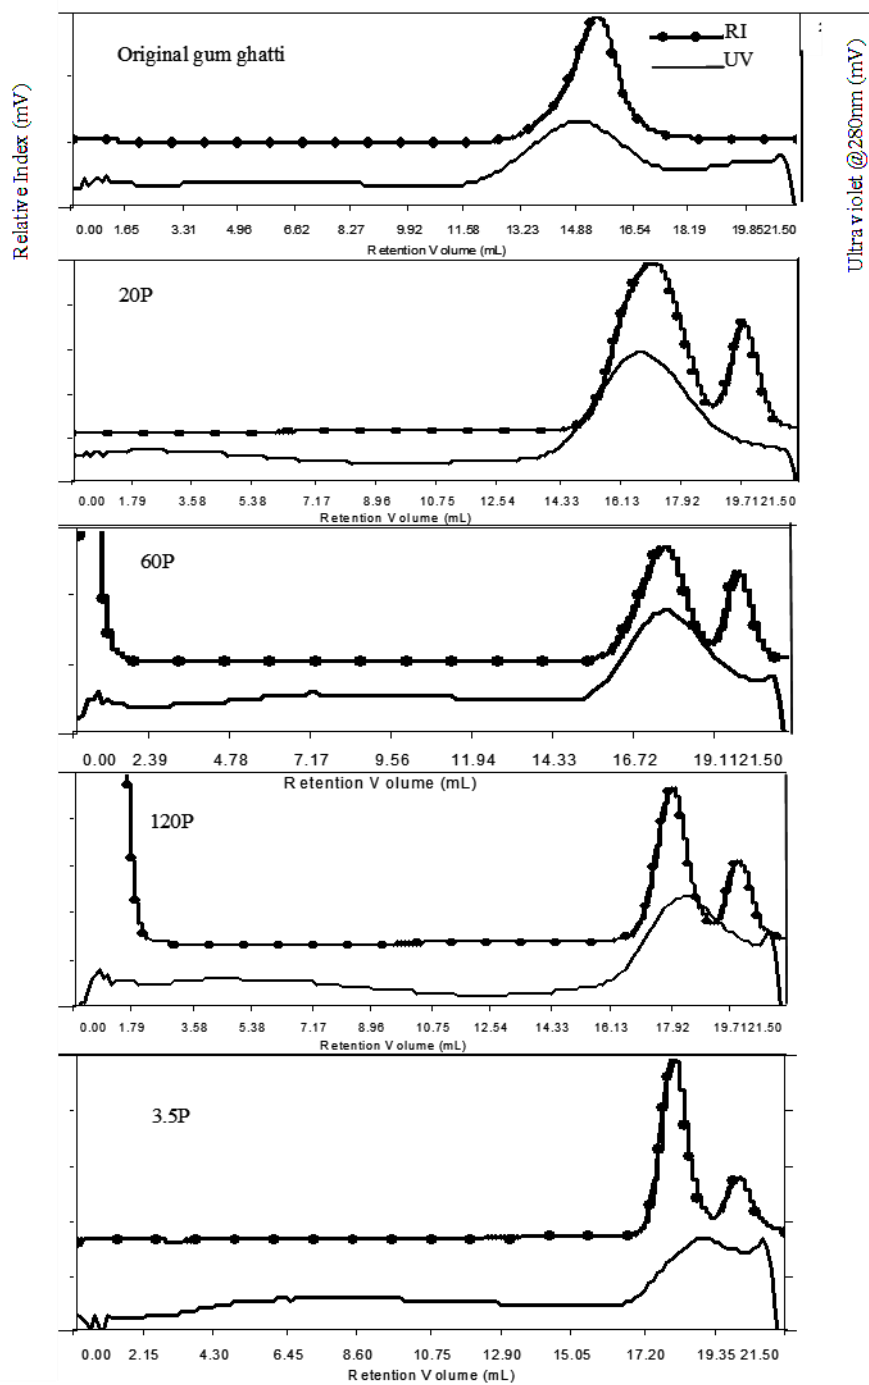 Relative Index (mV)
Ultra violet @280nm (mV)
Original gum ghatti
RI
UV
0.00 1.65 3.31 4.96 6.62 8.27 9.92 11.58 13.23 14.88 16.54 18.19 19.85 21.50
Retention Volume (mL)
20P
0.00 1.79 3.58 5.38 7.17 8.96 10.75 12.54 14.33 16.13 17.92 19.71 21.50
Retention Volume (mL)
60P
0.00 2.39 4.78 7.17 9.56 11.94 14.33 16.72 19.11 21.50
Retention Volume (mL)
120P
0.00 1.79 3.58 5.38 7.17 8.96 10.75 12.54 14.33 16.13 17.92 19.71 21.50
Retention Volume (mL)
3.5P
0.00 2.15 4.30 6.45 8.60 10.75 12.90 15.05 17.20 19.35 21.50
Retention Volume (mL)